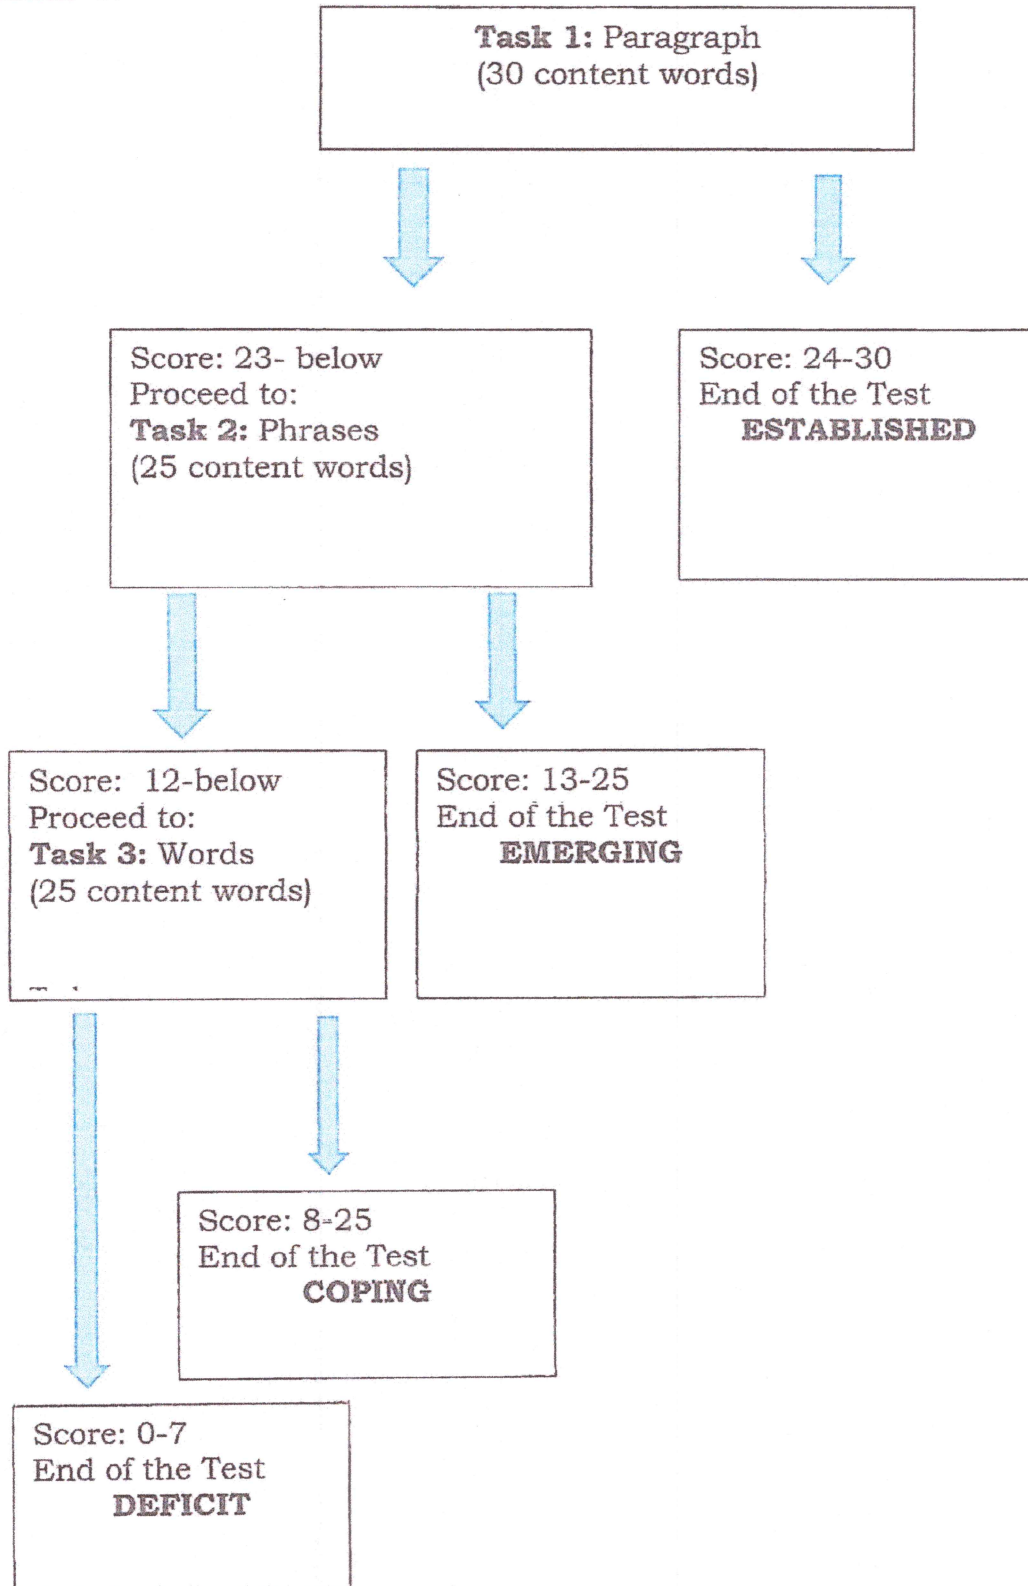 Task 1: Paragraph
(30 content words)
Score: 23- below
Proceed to:
Task 2: Phrases
(25 content words)
Score: 24-30
End of the Test
ESTABLISHED
Score: 12-below
Proceed to:
Task 3: Words
(25 content words)
Score: 13-25
End of the Test
EMERGING
Score: 8-25
End of the Test
COPING
Score: 0-7
End of the Test
DEFICIT